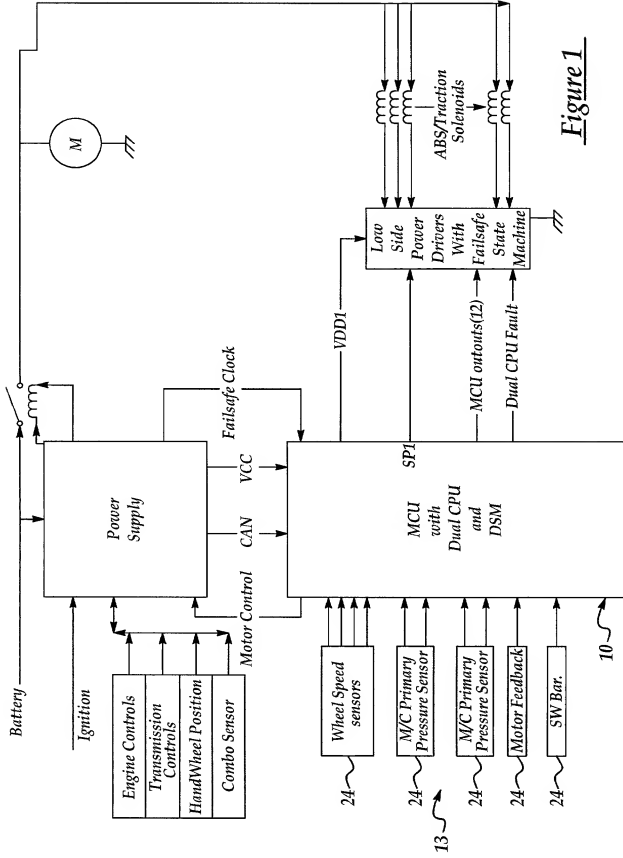 Battery
Ignition
Engine Controls
Transmission
Controls
HandWheel Position
Combo Sensor
Power
Supply
M
Motor Control
CAN
VCC
Failsafe Clock
Wheel Speed
sensors
M/C Primary
Pressure Sensor
M/C Primary
Pressure Sensor
Motor Feedback
SW Bar.
24
24
24
24
24
13
10
MCU
with
Dual CPU
and
DSM
SP1
VDD1
MCU outouts(12)
Dual CPU Fault
Low
Side
Power
Drivers
With
Failsafe
State
Machine
ABS/Traction
Solenoids
Figure 1